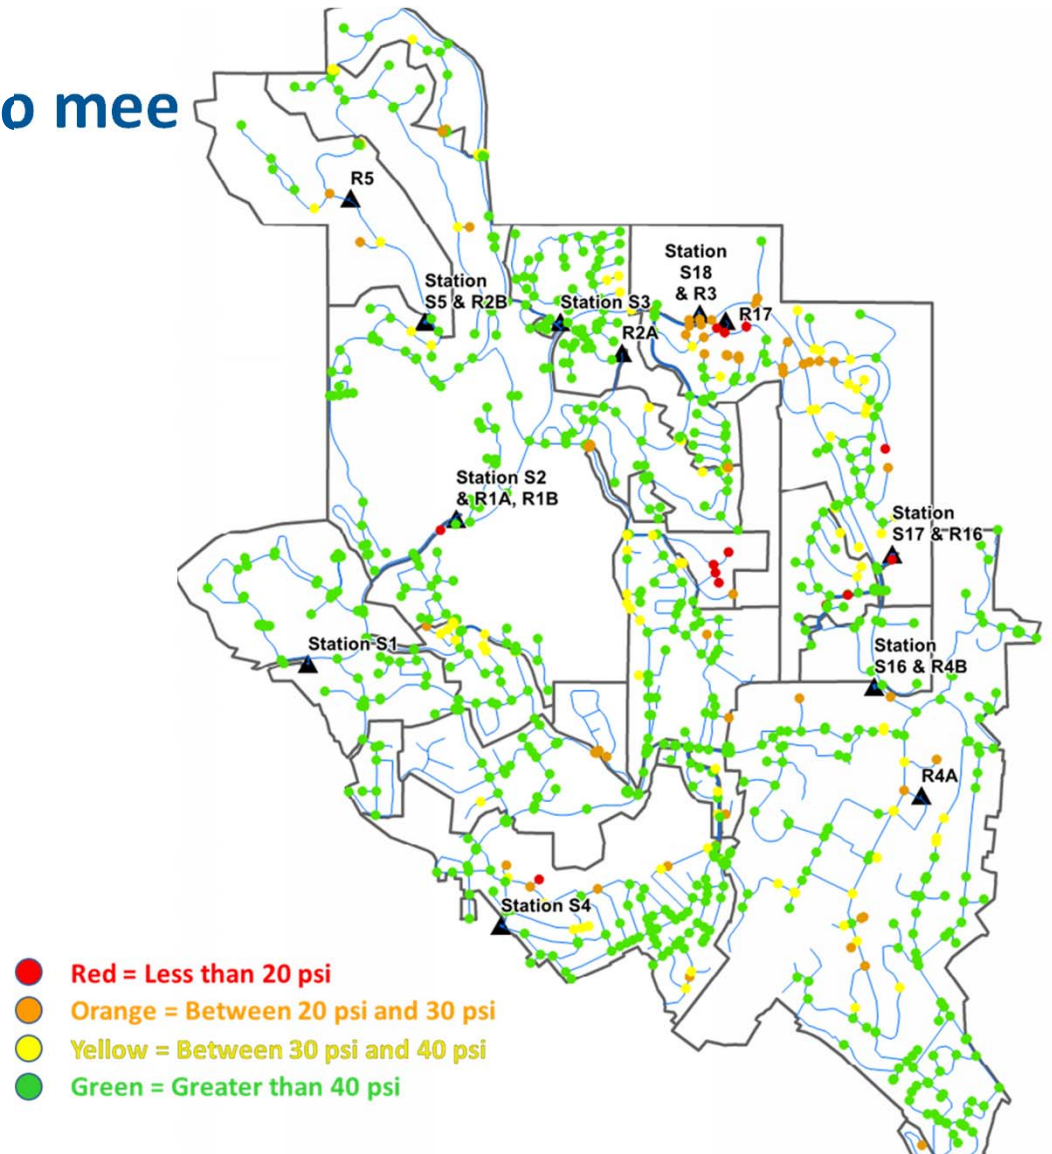 o mee
R5
Station
S5 & R2B
Station S3
R2A
Station
S18
& R3
R17
Station S2
& R1A, R1B
Station
S17 & R16
Station S1
Station
S16 & R4B
R4A
Station S4
Red = Less than 20 psi
Orange = Between 20 psi and 30 psi
Yellow = Between 30 psi and 40 psi
Green = Greater than 40 psi